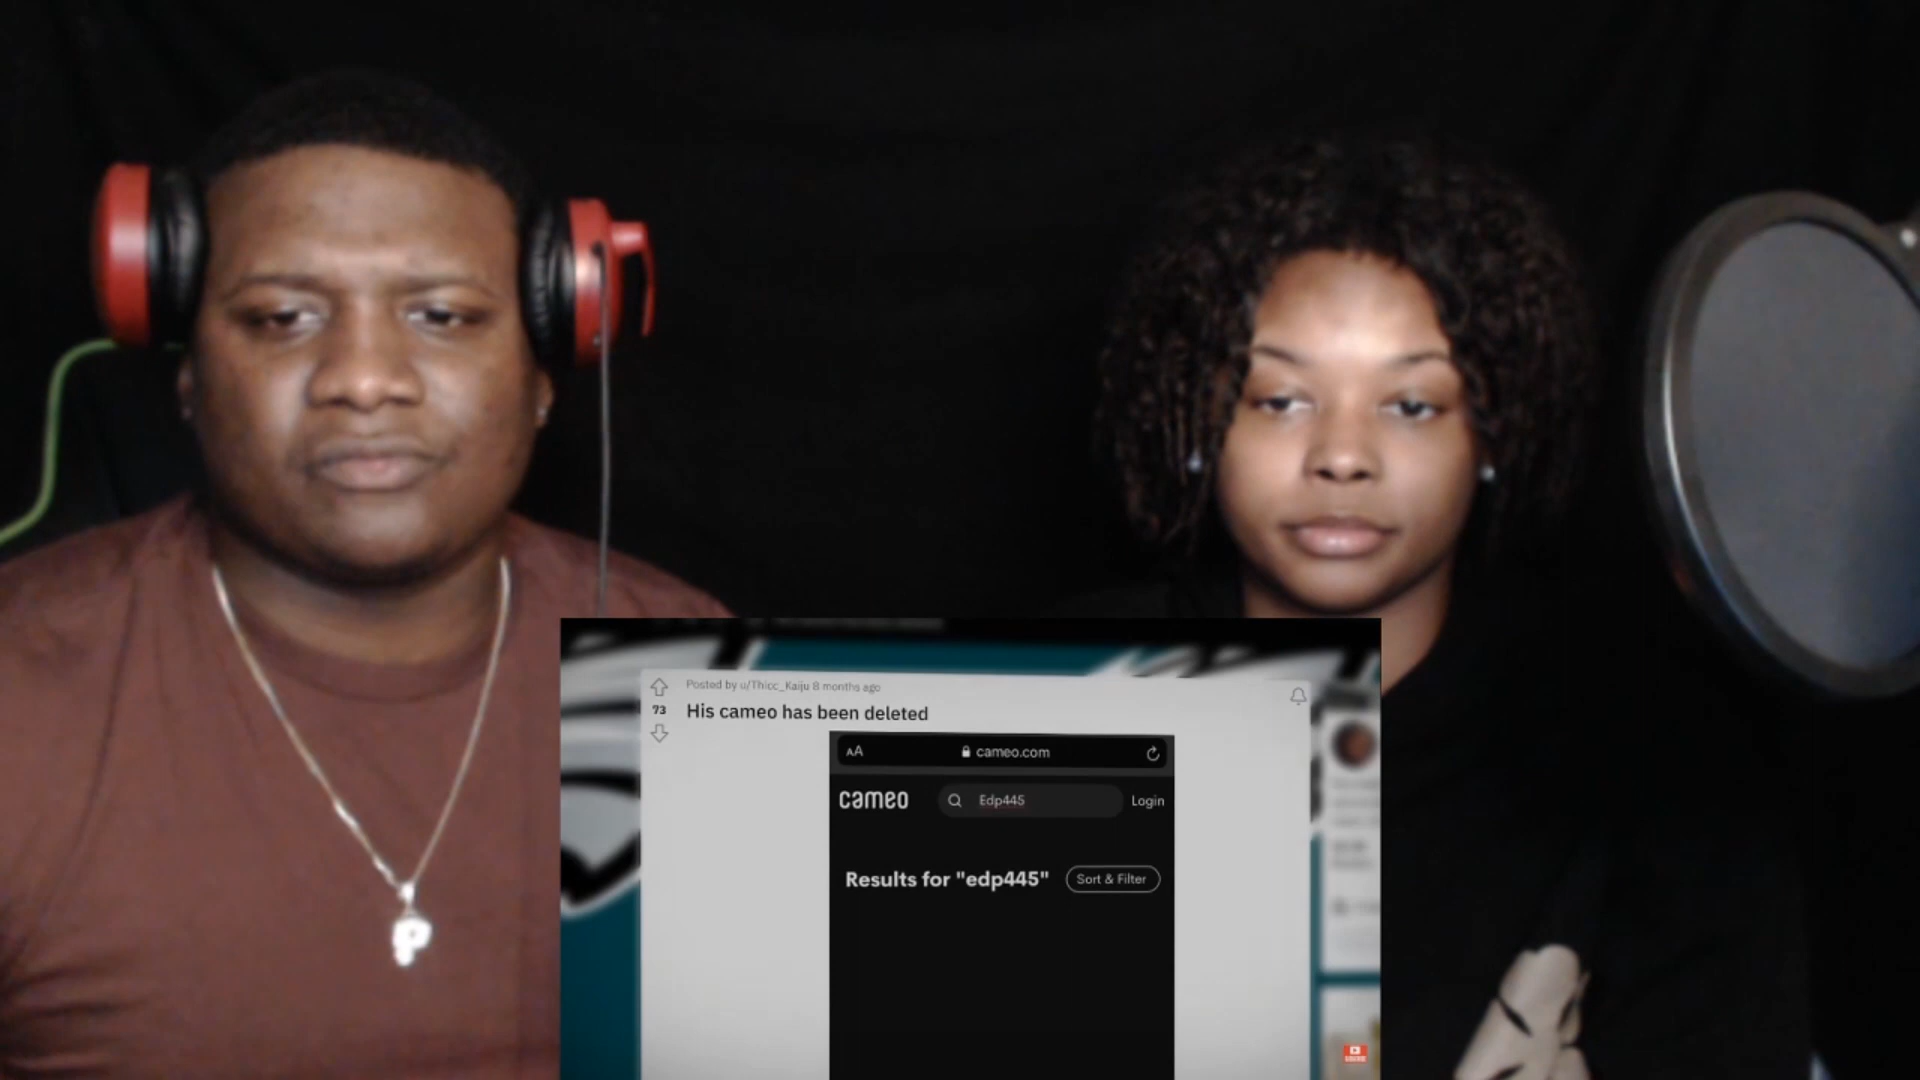 Posted by u/Thicc_Kaiju 8 months ago
73
His cameo has been deleted
AA
cameo.com
cameo
Edp445
Login
Results for "edp445"
Sort & Filter
P